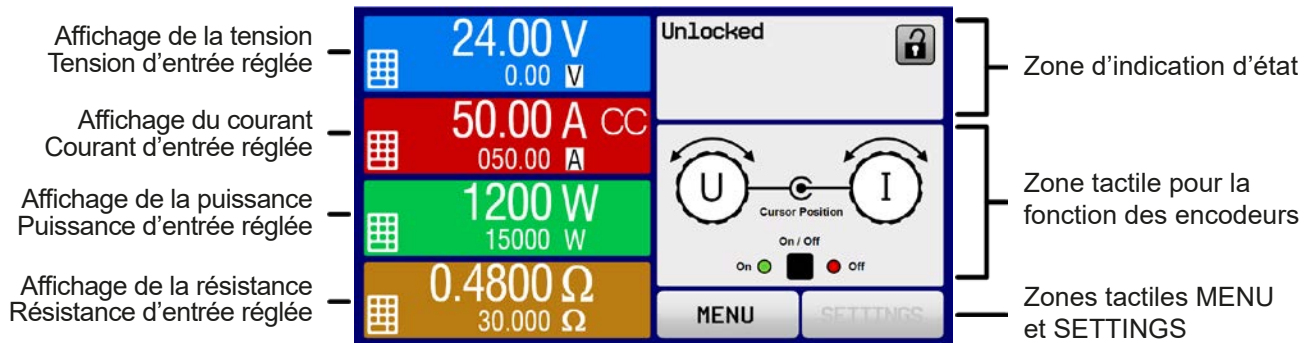 Affichage de la tension
Tension d’entrée réglée
Affichage du courant
Courant d’entrée réglée
Affichage de la puissance
Puissance d’entrée réglée
Affichage de la résistance
Résistance d’entrée réglée
24.00 V
0.00 V
50.00 A CC
050.00 A
1200 W
15000 W
0.4800 Ω
30.000 Ω
Unlocked
U
I
Cursor Position
On / Off
On
Off
MENU
SETTINGS
Zone d’indication d’état
Zone tactile pour la
fonction des encodeurs
Zones tactiles MENU
et SETTINGS